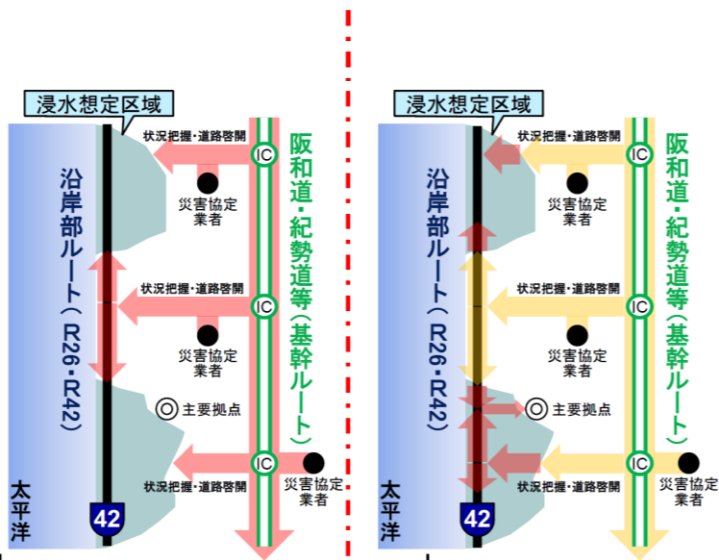 浸水想定区域
状況把握・道路啓開
IC
災害協定
業者
阪和道・紀勢道等(基幹ルート)
沿岸部ルート(R26・R42)
状況把握・道路啓開
IC
災害協定
業者
主要拠点
IC
状況把握・道路啓開
災害協定
業者
太平洋
42
浸水想定区域
状況把握・道路啓開
IC
災害協定
業者
阪和道・紀勢道等(基幹ルート)
沿岸部ルート(R26・R42)
状況把握・道路啓開
IC
災害協定
業者
主要拠点
IC
状況把握・道路啓開
災害協定
業者
太平洋
42